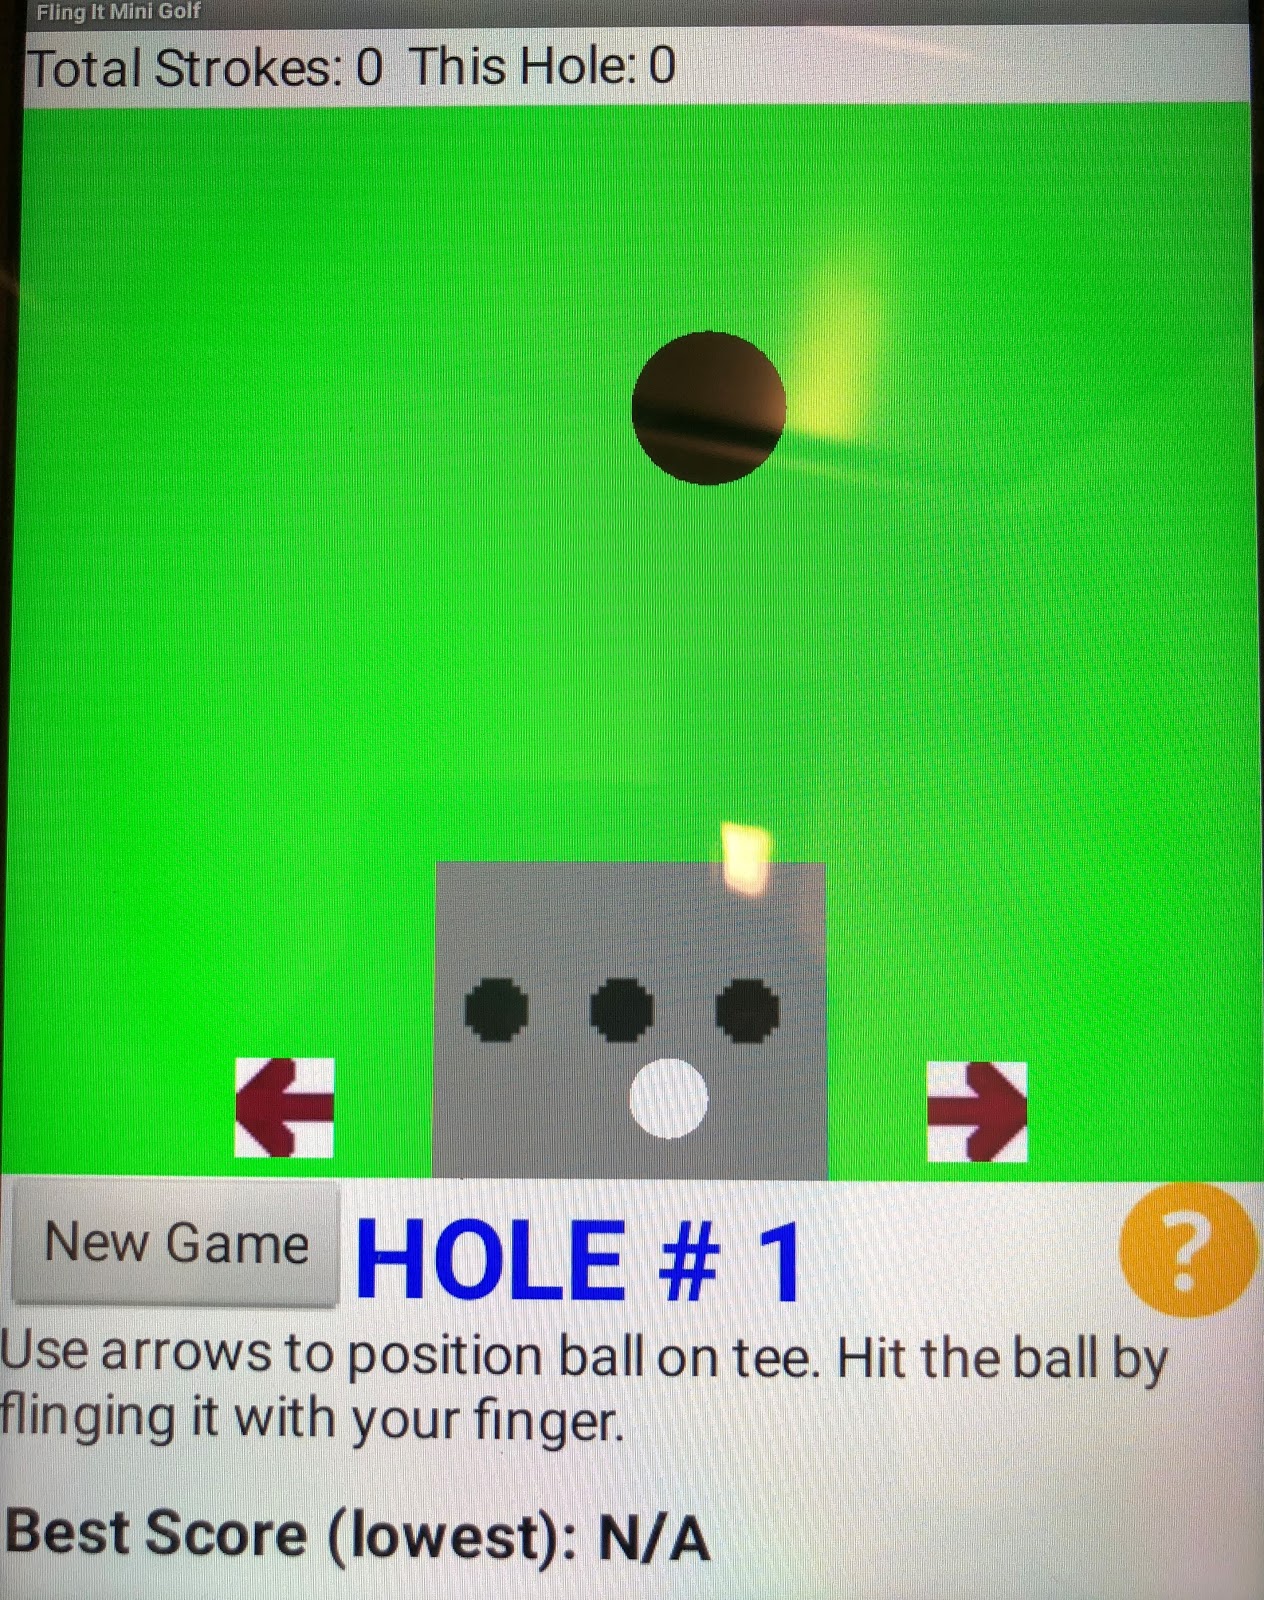 Fling It Mini Golf
Total Strokes: 0 This Hole: 0
New Game
HOLE # 1
?
Use arrows to position ball on tee. Hit the ball by
flinging it with your finger.
Best Score (lowest): N/A